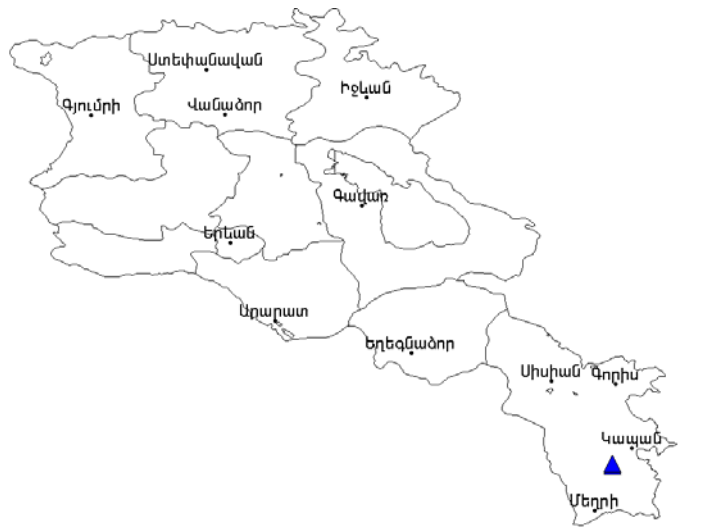 Ստեփանավան
Իջևան
Գյումրի
Վանաձոր
Գավառ
Երևան
Արարատ
Եղեգնաձոր
Սիսիան
Գորիս
Կապան
Մեղրի